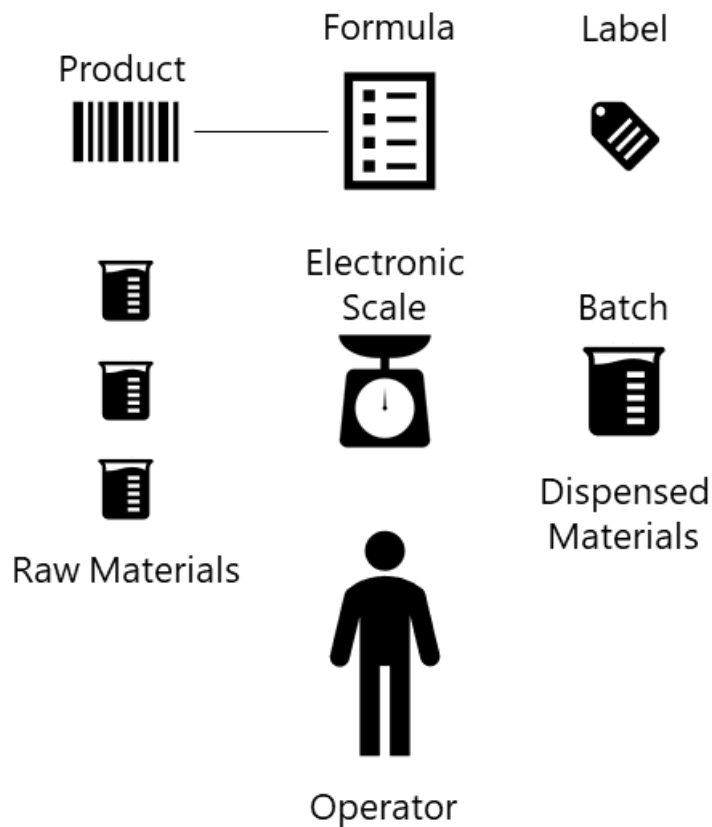 Product
Formula
Label
Electronic
Scale
Batch
Raw Materials
Dispensed
Materials
Operator